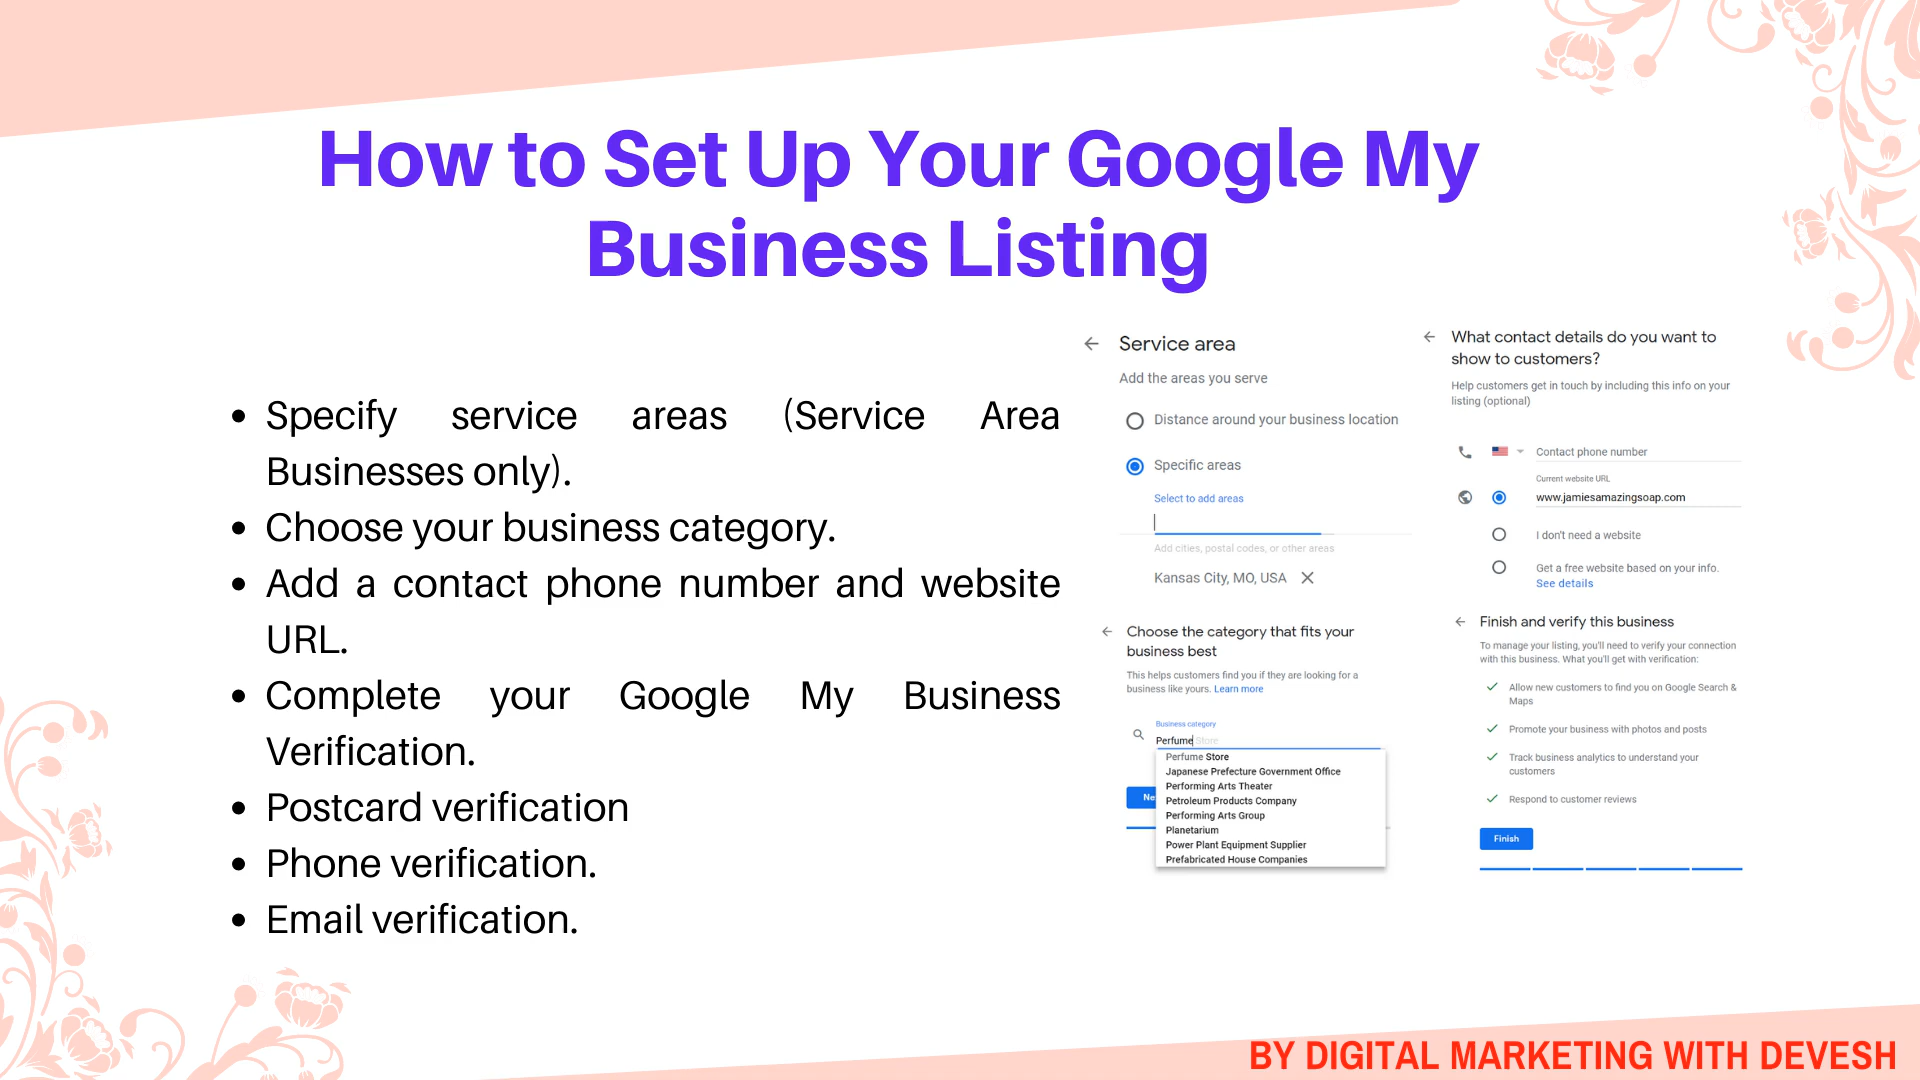 How to Set Up Your Google My
Business Listing
Specify service areas (Service Area
Businesses only).
Choose your business category.
Add a contact phone number and website
URL.
Complete your Google My Business
Verification.
Postcard verification
Phone verification.
Email verification.
Service area
Add the areas you serve
Distance around your business location
Specific areas
Select to add areas
Add cities, postal codes, or other areas
Kansas City, MO, USA
What contact details do you want to
show to customers?
Help customers get in touch by including this info on your
listing (optional)
Contact phone number
Current website URL
www.jamiesamazingsoap.com
I don't need a website
Get a free website based on your info.
See details
Choose the category that fits your
business best
This helps customers find you if they are looking for a
business like yours. Learn more
Business category
Perfume Store
Perfume Store
Japanese Prefecture Government Office
Performing Arts Theater
Petroleum Products Company
Performing Arts Group
Planetarium
Power Plant Equipment Supplier
Prefabricated House Companies
Ne
Finish and verify this business
To manage your listing, you'll need to verify your connection
with this business. What you'll get with verification:
Allow new customers to find you on Google Search &
Maps
Promote your business with photos and posts
Track business analytics to understand your
customers
Respond to customer reviews
Finish
BY DIGITAL MARKETING WITH DEVESH